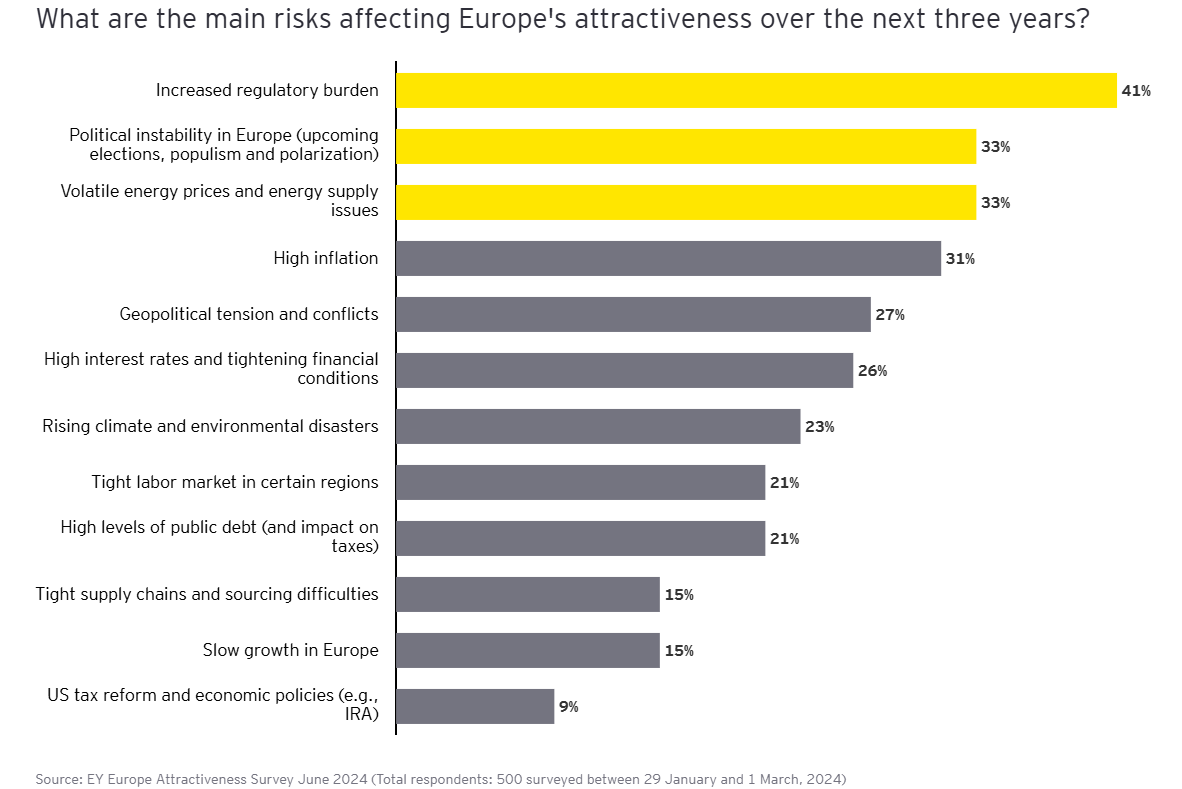 What are the main risks affecting Europe's attractiveness over the next three years?
Increased regulatory burden
41%
Political instability in Europe (upcoming
elections, populism and polarization)
33%
Volatile energy prices and energy supply
issues
33%
High inflation
31%
Geopolitical tension and conflicts
27%
High interest rates and tightening financial
conditions
26%
Rising climate and environmental disasters
23%
Tight labor market in certain regions
21%
High levels of public debt (and impact on
taxes)
21%
Tight supply chains and sourcing difficulties
15%
Slow growth in Europe
15%
US tax reform and economic policies (e.g.,
IRA)
9%
Source: EY Europe Attractiveness Survey June 2024 (Total respondents: 500 surveyed between 29 January and 1 March, 2024)